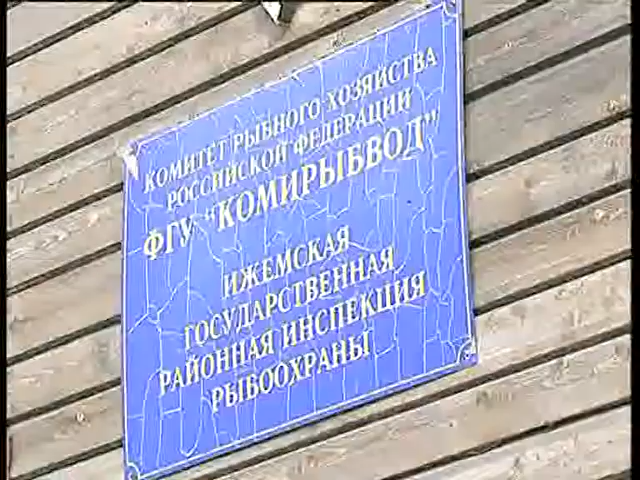 КОМИТЕТ РЫБНОГО ХОЗЯЙСТВА
РОССИЙСКОЙ ФЕДЕРАЦИИ
ФГУ "КОМИРЫБВОД"
ИЖЕМСКАЯ
ГОСУДАРСТВЕННАЯ
РАЙОННАЯ ИНСПЕКЦИЯ
РЫБООХРАНЫ